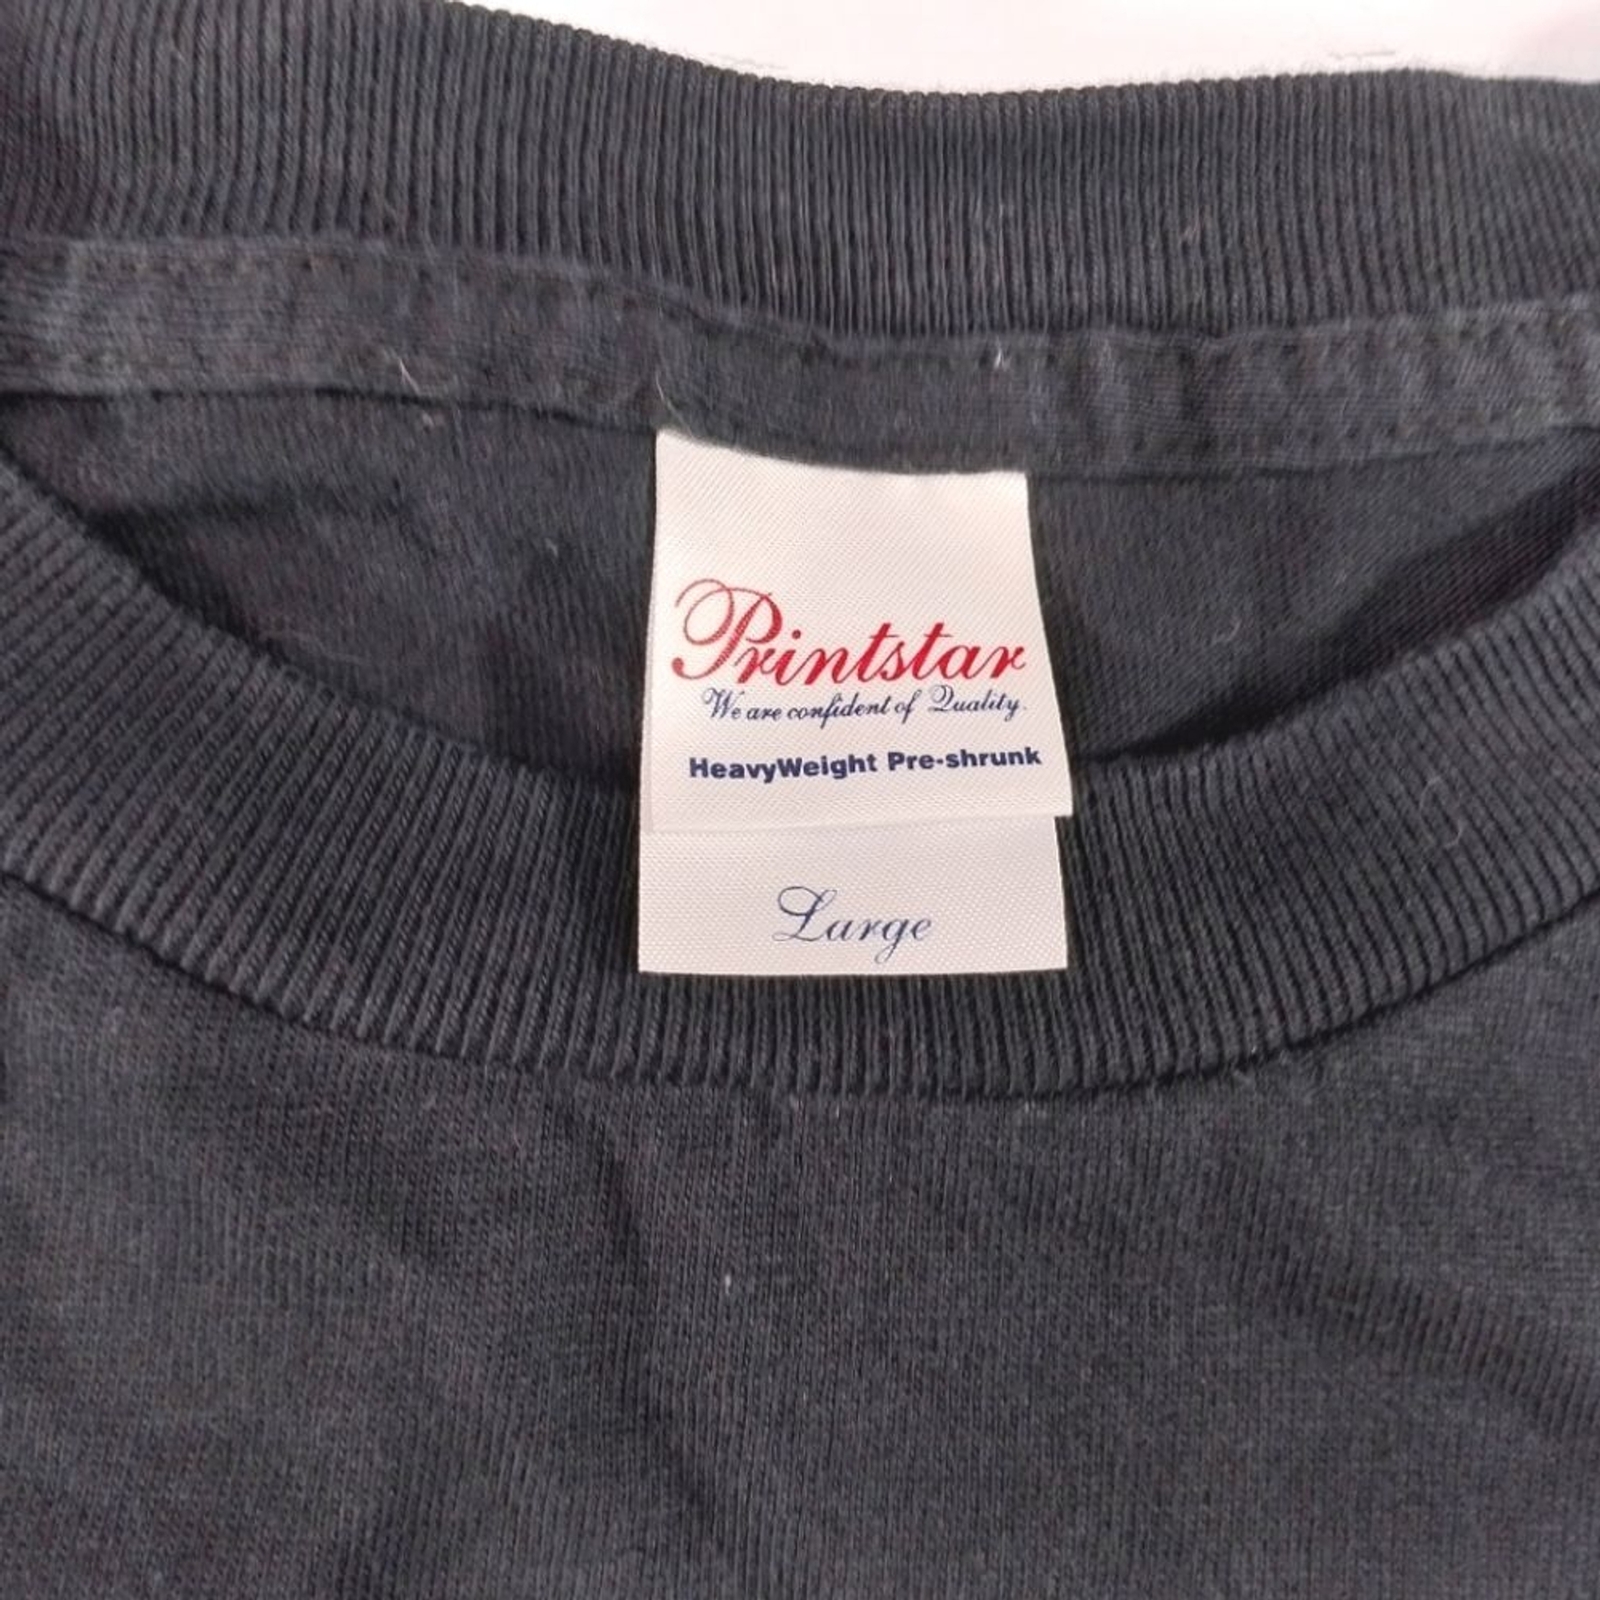 Printstar
We are confident of Quality.
HeavyWeight Pre-shrunk
Large